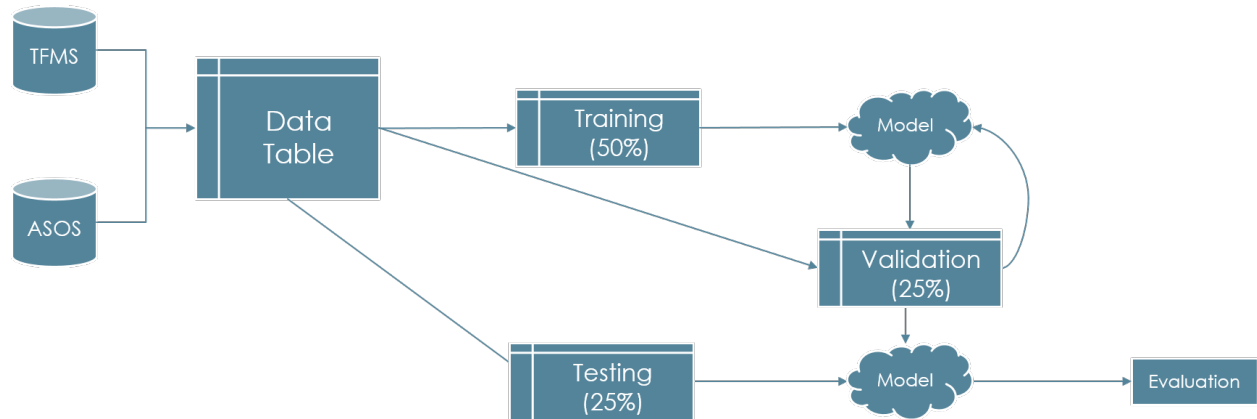 TFMS
ASOS
Data
Table
Training
(50%)
Model
Validation
(25%)
Testing
(25%)
Model
Evaluation